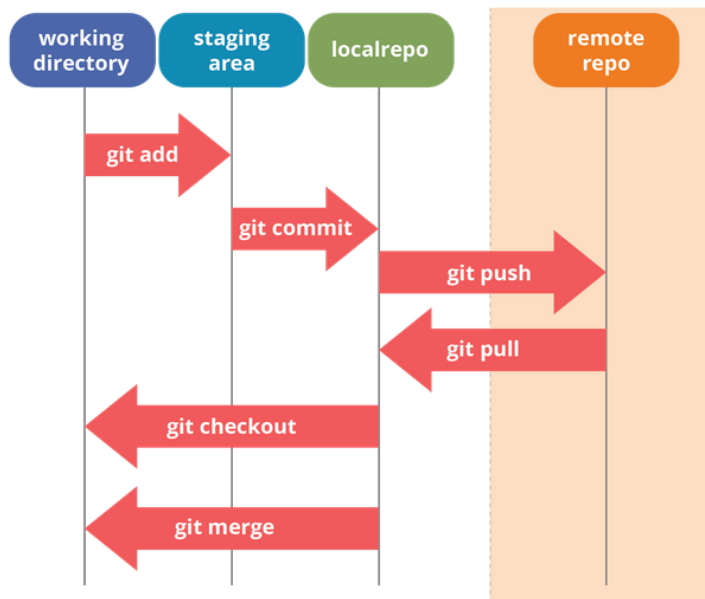 working
directory
staging
area
localrepo
remote
repo
git add
git commit
git push
git pull
git checkout
git merge